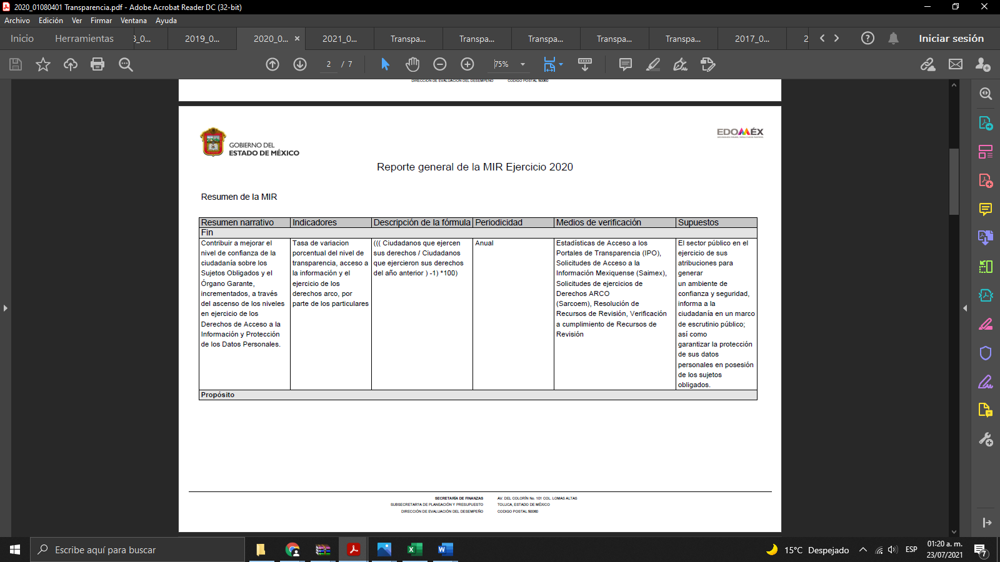 2020_01080401 Transparencia.pdf - Adobe Acrobat Reader DC (32-bit)
Archivo Edición Ver Firmar Ventana Ayuda
Inicio Herramientas 3_0... 2019_0... 2020_0... × 2021_0... Transpa... Transpa... Transpa... Transpa... Transpa... 2017_0... 2 Iniciar sesión
2 / 7 75%
DIRECCIÓN DE EVALUACIÓN DEL DESEMPEÑO CODIGO POSTAL 50060
GOBIERNO DEL
ESTADO DE MÉXICO
EDOMÉX
Reporte general de la MIR Ejercicio 2020
Resumen de la MIR
Resumen narrativo Indicadores Descripción de la fórmula Periodicidad Medios de verificación Supuestos
Fin
Contribuir a mejorar el
nivel de confianza de la
ciudadanía sobre los
Sujetos Obligados y el
Órgano Garante,
incrementados, a través
del ascenso de los niveles
en ejercicio de los
Derechos de Acceso a la
Información y Protección
de los Datos Personales.
Tasa de variacion
porcentual del nivel de
transparencia, acceso a
la información y el
ejercicio de los
derechos arco, por
parte de los particulares
((( Ciudadanos que ejercen
sus derechos / Ciudadanos
que ejercieron sus derechos
del año anterior ) -1) *100)
Anual
Estadísticas de Acceso a los
Portales de Transparencia (IPO),
Solicitudes de Acceso a la
Información Mexiquense (Saimex),
Solicitudes de ejercicios de
Derechos ARCO
(Sarcoem), Resolución de
Recursos de Revisión, Verificación
a cumplimiento de Recursos de
Revisión
El sector público en el
ejercicio de sus
atribuciones para
generar
un ambiente de
confianza y seguridad,
informa a la
ciudadanía en un marco
de escrutinio público;
así como
garantizar la protección
de sus datos
personales en posesión
de los sujetos
obligados.
Propósito
SECRETARÍA DE FINANZAS
SUBSECRETAR?A DE PLANEACIÓN Y PRESUPUESTO
DIRECCIÓN DE EVALUACIÓN DEL DESEMPEÑO
AV. DEL COLORÍN No. 101 COL. LOMAS ALTAS
TOLUCA, ESTADO DE MÉXICO
CODIGO POSTAL 50060
Escribe aquí para buscar
15°C Despejado
ESP
01:20 a. m.
23/07/2021
7